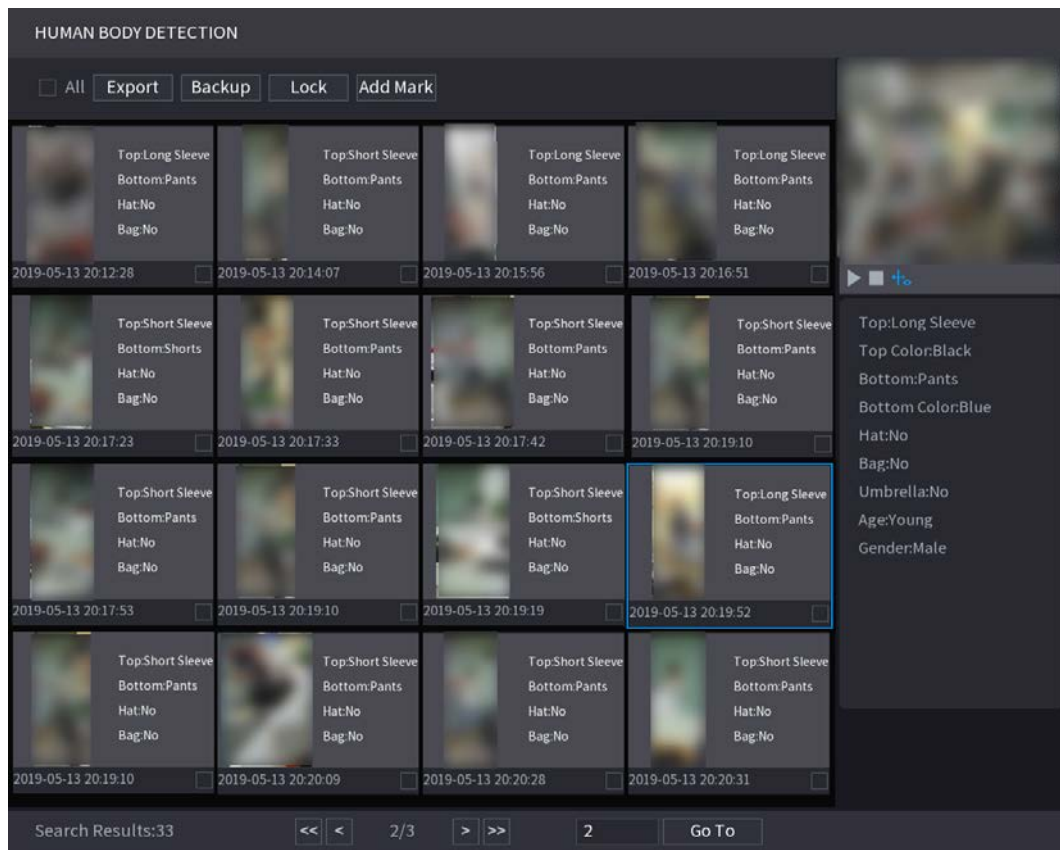 HUMAN BODY DETECTION
All Export Backup Lock Add Mark
Top:Long Sleeve
Bottom:Pants
Hat:No
Bag:No
2019-05-13 20:12:28
Top:Short Sleeve
Bottom:Pants
Hat:No
Bag:No
2019-05-13 20:14:07
Top:Long Sleeve
Bottom:Pants
Hat:No
Bag:No
2019-05-13 20:15:56
Top:Long Sleeve
Bottom:Pants
Hat:No
Bag:No
2019-05-13 20:16:51
Top:Short Sleeve
Bottom:Shorts
Hat:No
Bag:No
2019-05-13 20:17:23
Top:Short Sleeve
Bottom:Pants
Hat:No
Bag:No
2019-05-13 20:17:33
Top:Short Sleeve
Bottom:Pants
Hat:No
Bag:No
2019-05-13 20:17:42
Top:Short Sleeve
Bottom:Pants
Hat:No
Bag:No
2019-05-13 20:19:10
Top:Short Sleeve
Bottom:Pants
Hat:No
Bag:No
2019-05-13 20:17:53
Top:Short Sleeve
Bottom:Pants
Hat:No
Bag:No
2019-05-13 20:19:10
Top:Short Sleeve
Bottom:Shorts
Hat:No
Bag:No
2019-05-13 20:19:19
Top:Long Sleeve
Bottom:Pants
Hat:No
Bag:No
2019-05-13 20:19:52
Top:Short Sleeve
Bottom:Pants
Hat:No
Bag:No
2019-05-13 20:19:10
Top:Short Sleeve
Bottom:Pants
Hat:No
Bag:No
2019-05-13 20:20:09
Top:Short Sleeve
Bottom:Pants
Hat:No
Bag:No
2019-05-13 20:20:28
Top:Short Sleeve
Bottom:Pants
Hat:No
Bag:No
2019-05-13 20:20:31
Top:Long Sleeve
Top Color:Black
Bottom:Pants
Bottom Color:Blue
Hat:No
Bag:No
Umbrella:No
Age:Young
Gender:Male
Search Results:33 << < 2/3 > >> 2 Go To